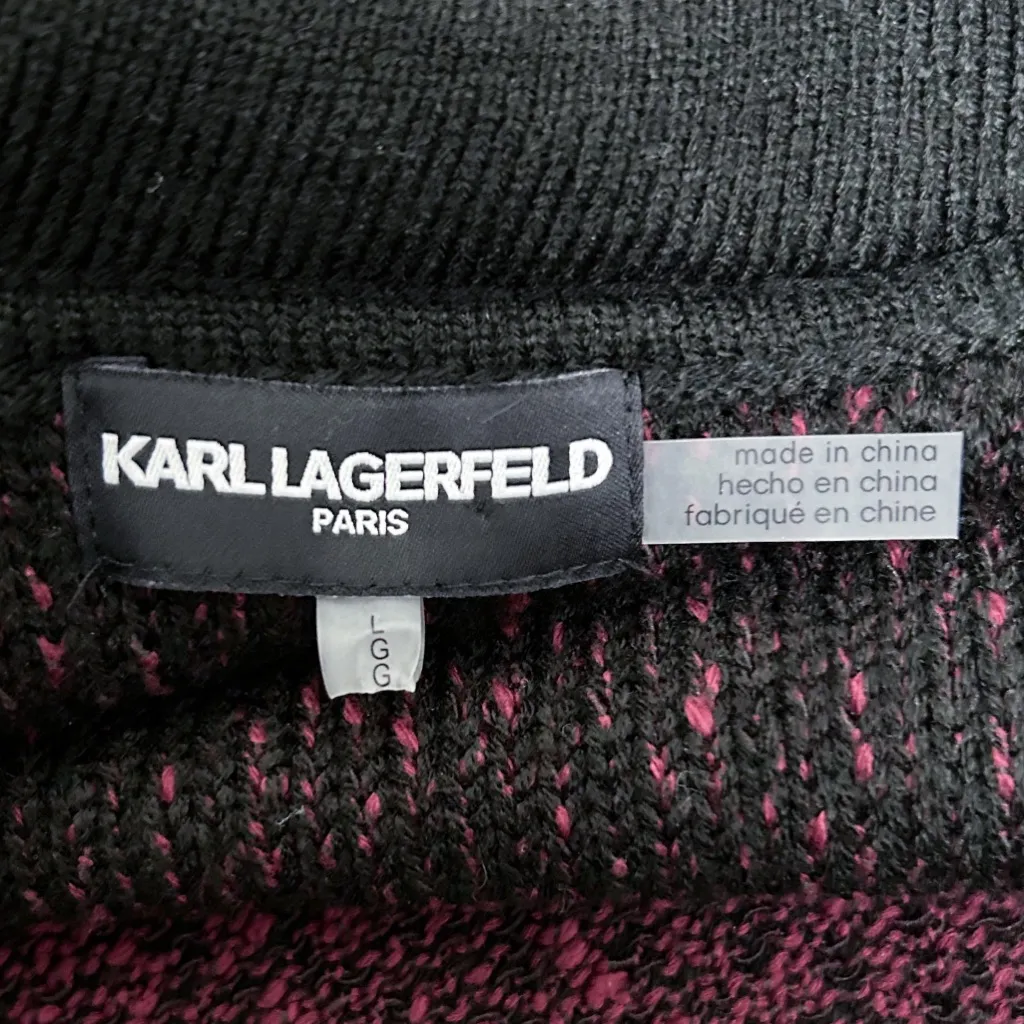 KARL LAGERFELD
PARIS
made in china
hecho en china
fabriqué en chine
L
G
G